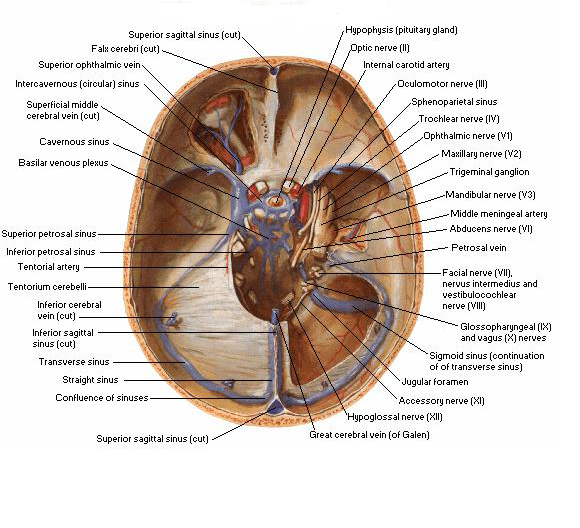 Superior sagittal sinus (cut)
Falx cerebri (cut)
Superior ophthalmic vein
Intercavernous (circular) sinus
Superficial middle
cerebral vein (cut)
Cavernous sinus
Basilar venous plexus
Superior petrosal sinus
Inferior petrosal sinus
Tentorial artery
Tentorium cerebelli
Inferior cerebral
vein (cut)
Inferior sagittal
sinus (cut)
Transverse sinus
Straight sinus
Confluence of sinuses
Superior sagittal sinus (cut)
Hypophysis (pituitary gland)
Optic nerve (II)
Internal carotid artery
Oculomotor nerve (III)
Sphenoparietal sinus
Trochlear nerve (IV)
Ophthalmic nerve (V1)
Maxillary nerve (V2)
Trigeminal ganglion
Mandibular nerve (V3)
Middle meningeal artery
Abducens nerve (VI)
Petrosal vein
Facial nerve (VII),
nervus intermedius and
vestibulocochlear
nerve (VIII)
Glossopharyngeal (IX)
and vagus (X) nerves
Sigmoid sinus (continuation
of of transverse sinus)
Jugular foramen
Accessory nerve (XI)
Hypoglossal nerve (XII)
Great cerebral vein (of Galen)